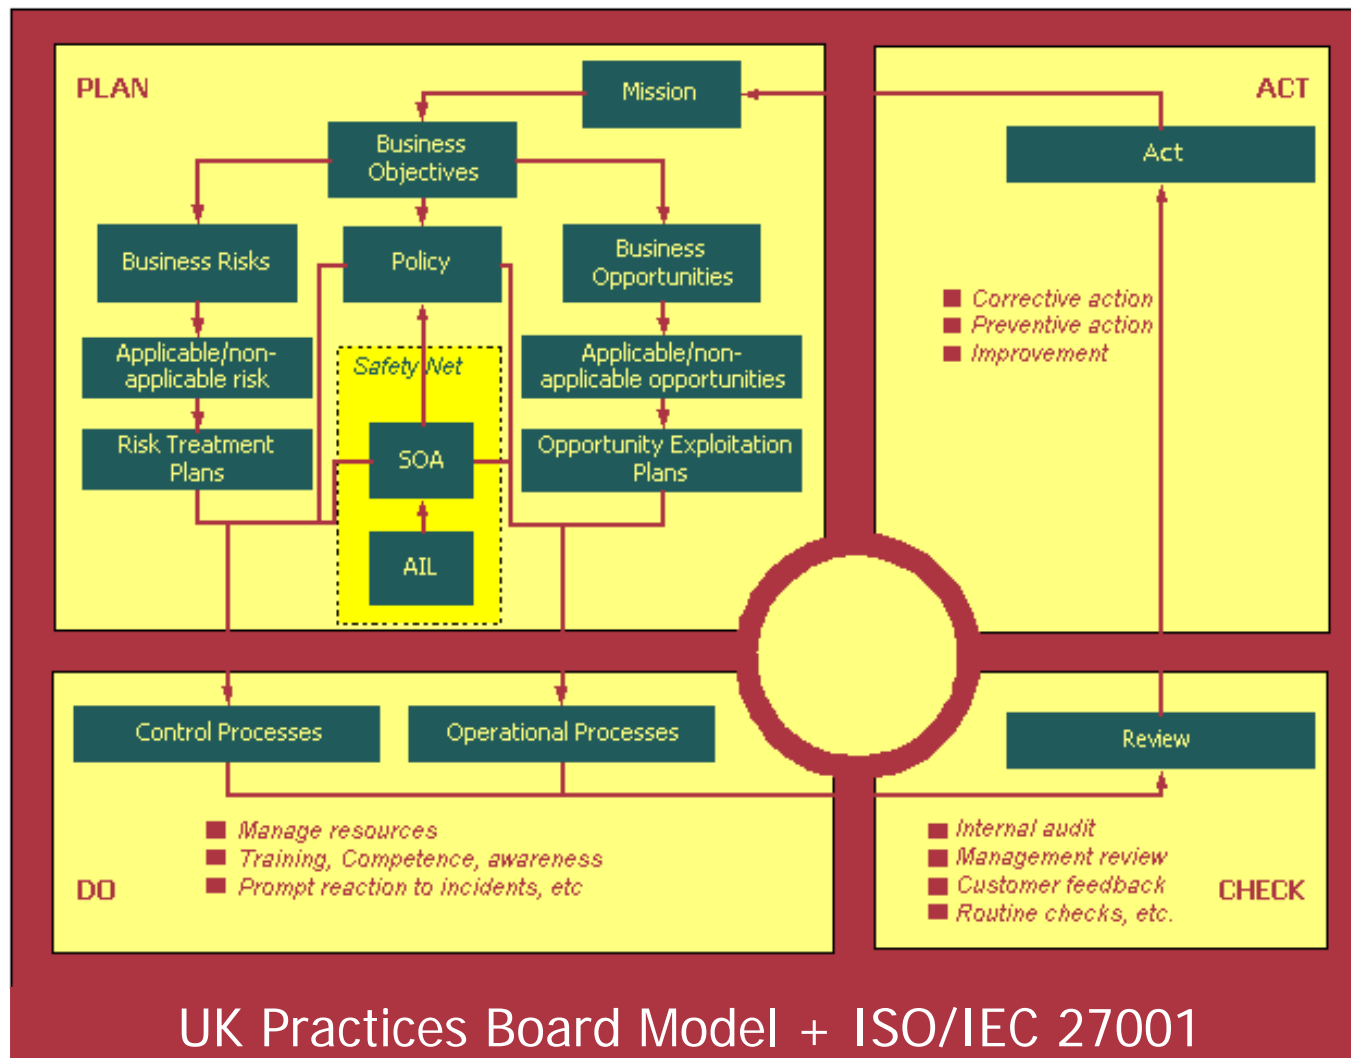 PLAN
Mission
Business
Objectives
Business Risks
Policy
Business
Opportunities
Applicable/non-
applicable risk
Safety Net
Applicable/non-
applicable opportunities
Risk Treatment
Plans
SOA
Opportunity Exploitation
Plans
AIL
ACT
Act
Corrective action
Preventive action
Improvement
Control Processes
Operational Processes
Manage resources
Training, Competence, awareness
Prompt reaction to incidents, etc
DO
Review
Internal audit
Management review
Customer feedback
Routine checks, etc.
CHECK
UK Practices Board Model + ISO/IEC 27001